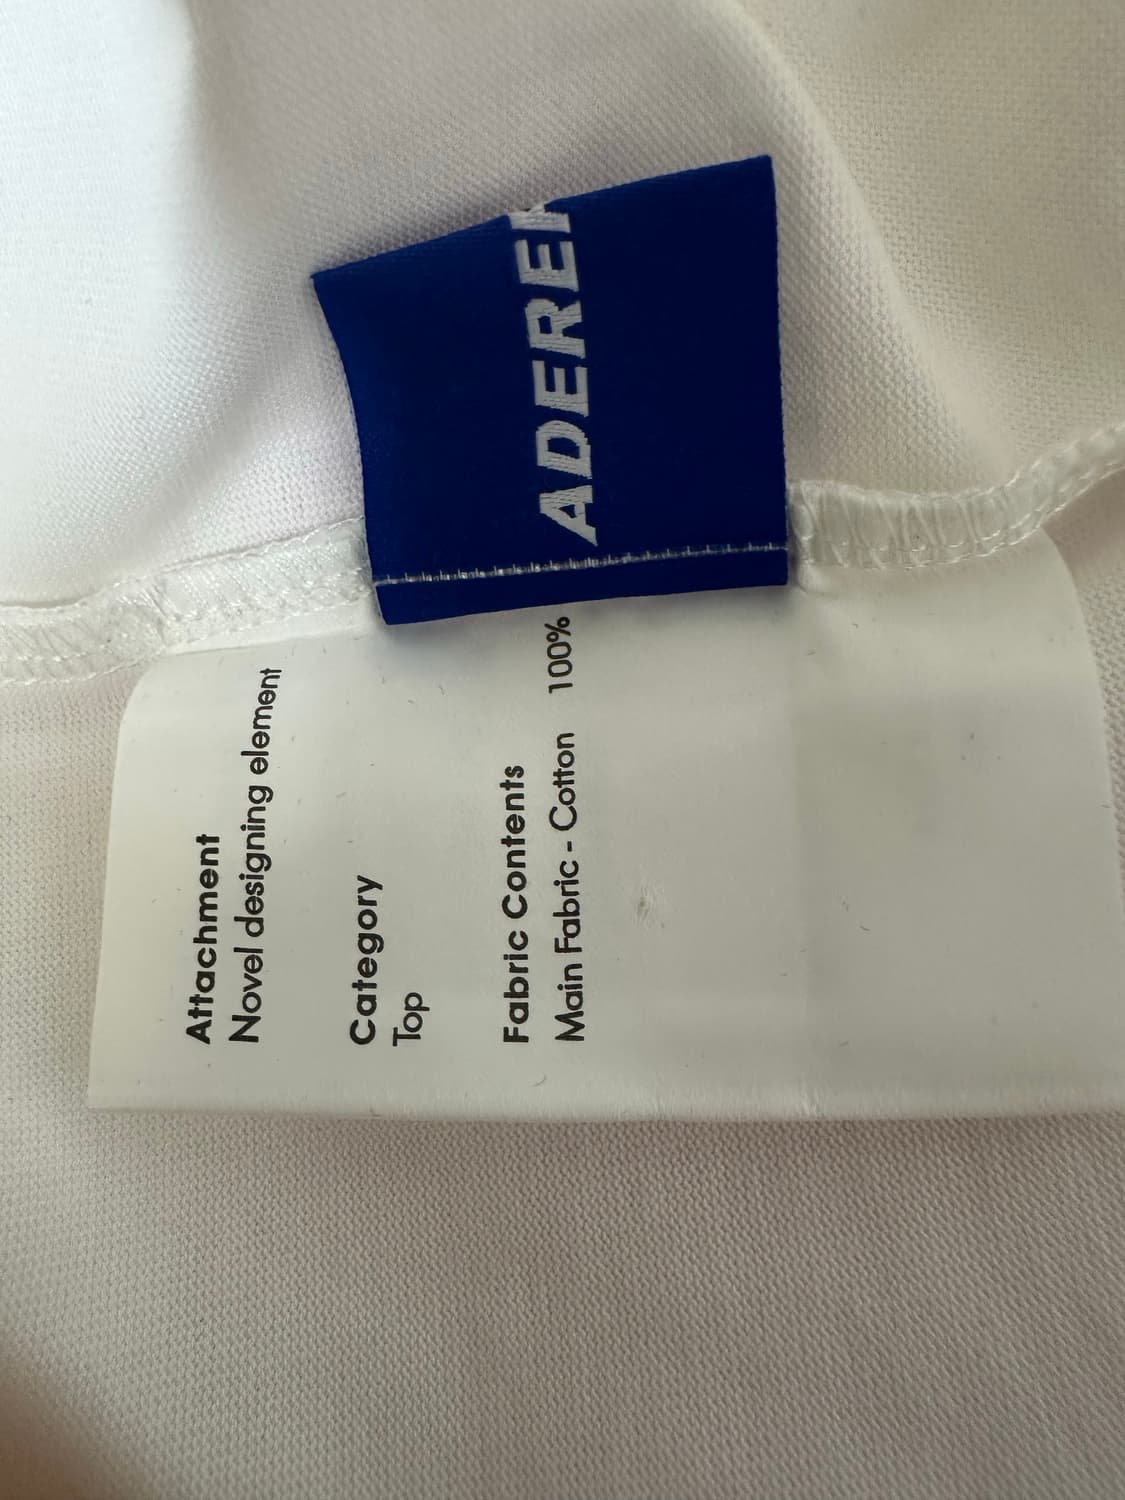 ADERER
Attachment
Novel designing element
Category
Top
Fabric Contents
Main Fabric - Cotton 100%